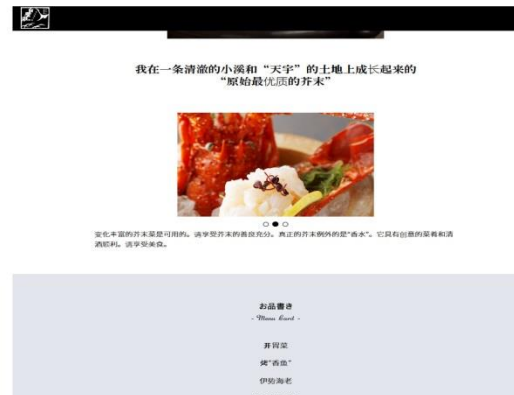 我在一条清澈的小溪和“天宇”的土地上成长起来的
“原始最优质的芥末”
变化丰富的芥末菜是可用的。请享受芥末的善良充分。真正的芥末例外的是“香水”。它具有创意的菜肴和清
酒顺利。请享受美食。
お品書き
- Menu Card -
开胃菜
烤“香鱼”
伊势海老